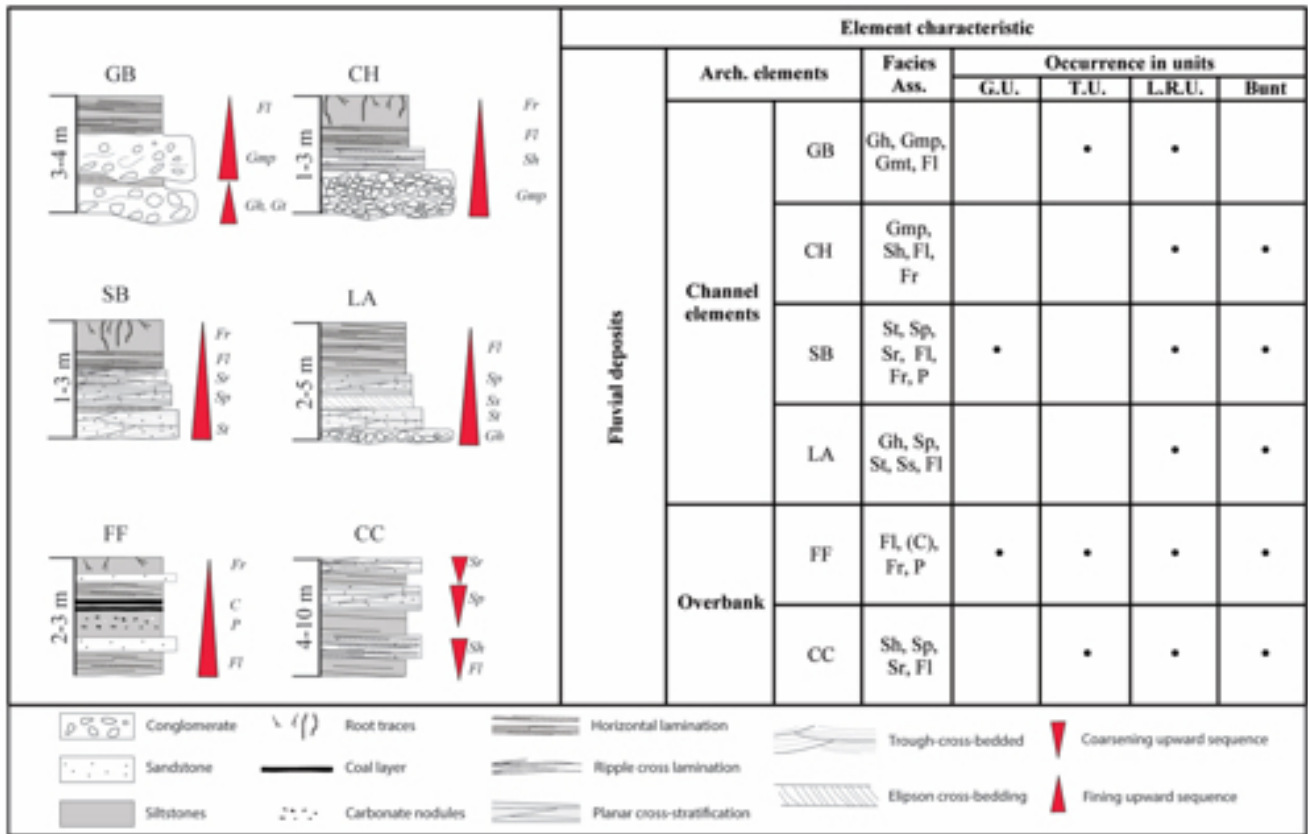 GB
3-4 m
Fl
Gmp
Gh, Gt
CH
1-3 m
Fr
Fl
Sh
Gmp
SB
1-3 m
Fr
Fl
Sr
Sp
St
LA
2-5 m
Fl
Sp
Ss
St
Gh
FF
2-3 m
Fr
C
P
Fl
CC
4-10 m
Sr
Sp
Sh
Fl
Element characteristic
Arch. elements
Facies
Ass.
Occurrence in units
G.U.
T.U.
L.R.U.
Bunt
Fluvial deposits
Channel
elements
GB
Gh, Gmp,
Gmt, Fl
CH
Gmp,
Sh, Fl,
Fr
SB
St, Sp,
Sr, Fl,
Fr, P
LA
Gh, Sp,
St, Ss, Fl
Overbank
FF
Fl, (C),
Fr, P
CC
Sh, Sp,
Sr, Fl
Conglomerate
Root traces
Horizontal lamination
Trough-cross-bedded
Coarsening upward sequence
Sandstone
Coal layer
Ripple cross lamination
Elipson cross-bedding
Fining upward sequence
Siltstones
Carbonate nodules
Planar cross-stratification